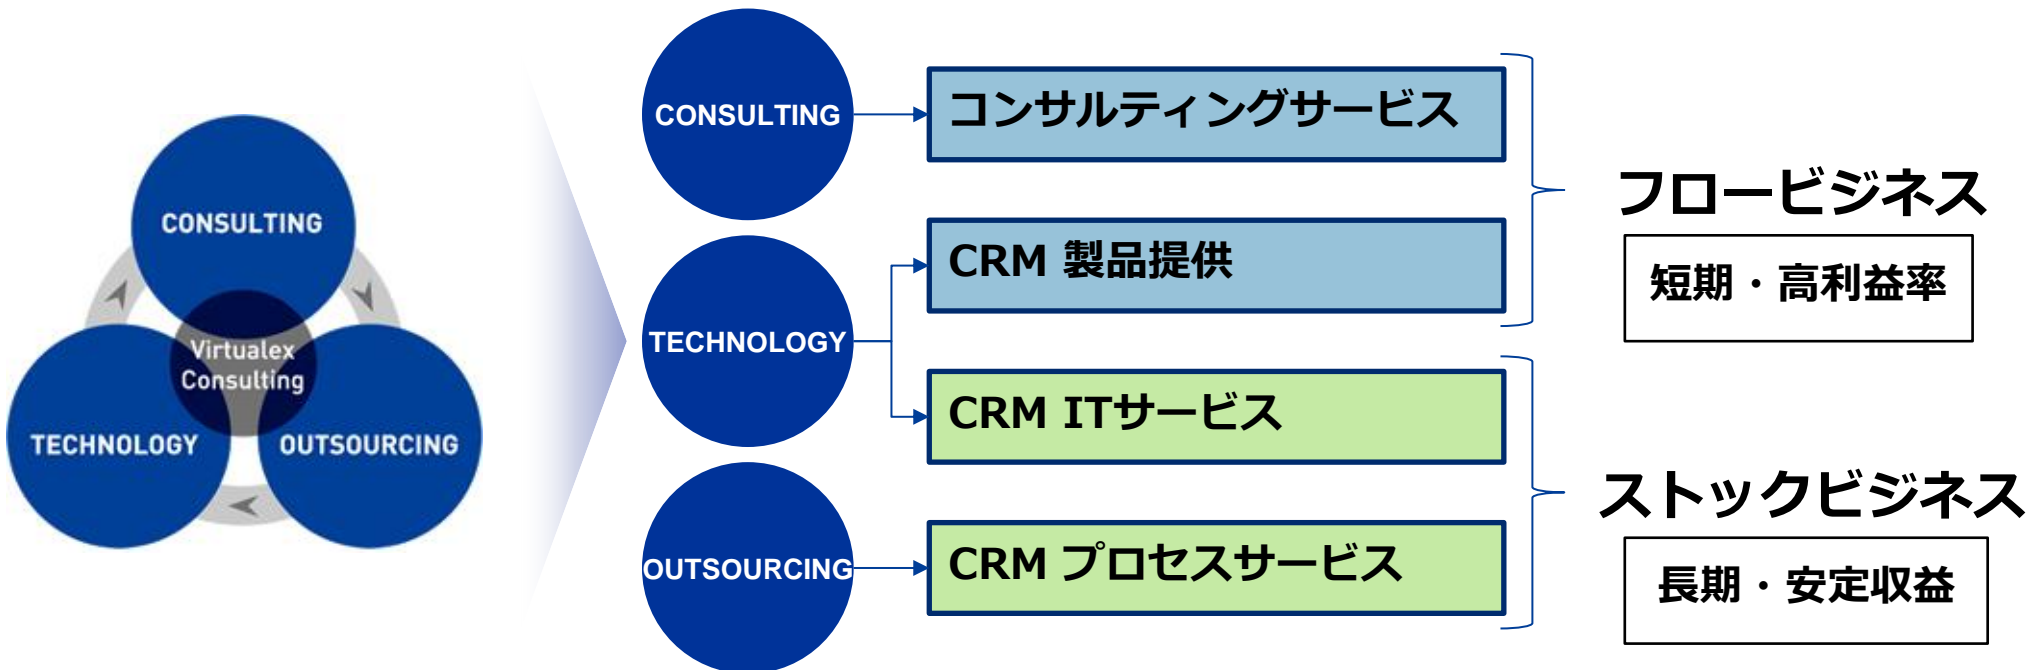 CONSULTING
Virtualex
Consulting
TECHNOLOGY
OUTSOURCING
CONSULTING
コンサルティングサービス
TECHNOLOGY
CRM 製品提供
CRM ITサービス
OUTSOURCING
CRM プロセスサービス
フロービジネス
短期・高利益率
ストックビジネス
長期・安定収益